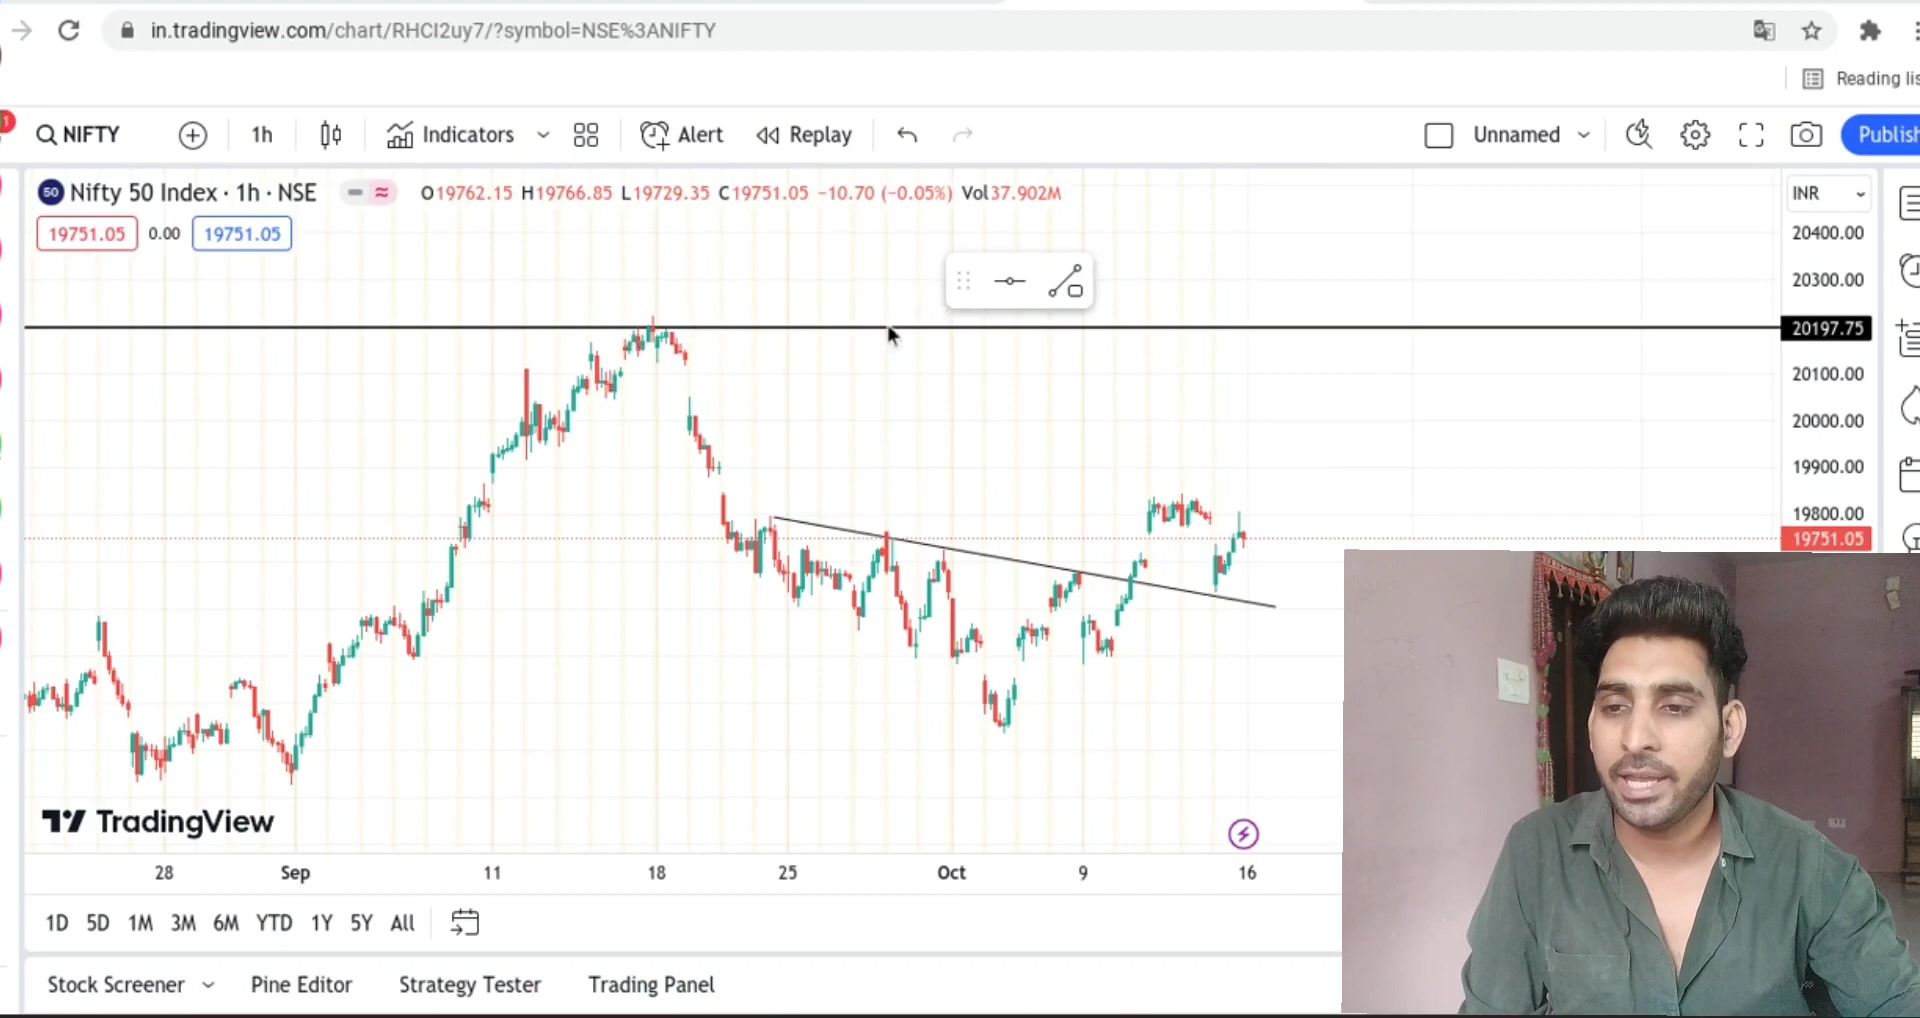 in.tradingview.com/chart/RHCI2uy7/?symbol=NSE%3ANIFTY
Reading lis
1
NIFTY 1h Indicators Alert Replay Unnamed Publish
50 Nifty 50 Index · 1h · NSE O19762.15 H19766.85 L19729.35 C19751.05 −10.70 (−0.05%) Vol37.902M INR
19751.05 0.00 19751.05
20400.00
20300.00
20197.75
20100.00
20000.00
19900.00
19800.00
19751.05
TradingView
28 Sep 11 18 25 Oct 9 16
1D 5D 1M 3M 6M YTD 1Y 5Y All
Stock Screener Pine Editor Strategy Tester Trading Panel